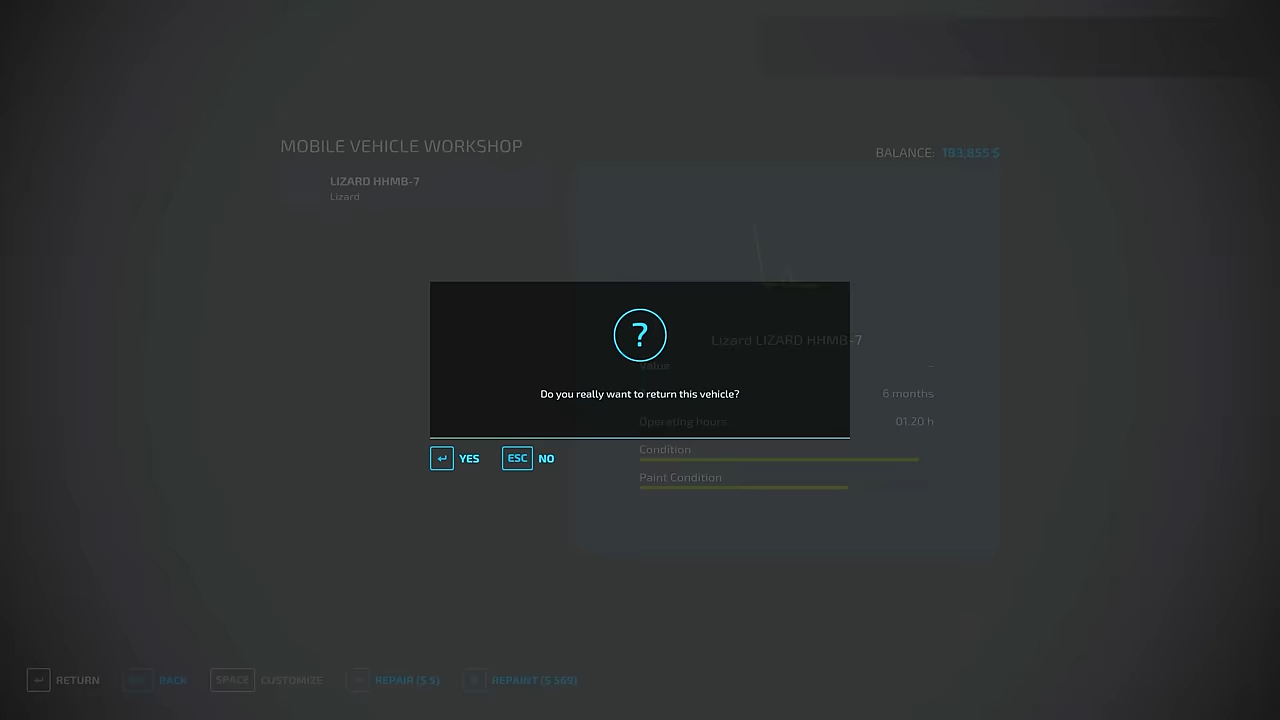 MOBILE VEHICLE WORKSHOP
BALANCE: 183,855 $
LIZARD HHMB-7
Lizard
?
Lizard LIZARD HHMB-7
Value –
Do you really want to return this vehicle?
6 months
Operating hours 01.20 h
Condition
YES ESC NO
Paint Condition
RETURN BACK SPACE CUSTOMIZE REPAIR ($ 5) REPAINT ($ 569)